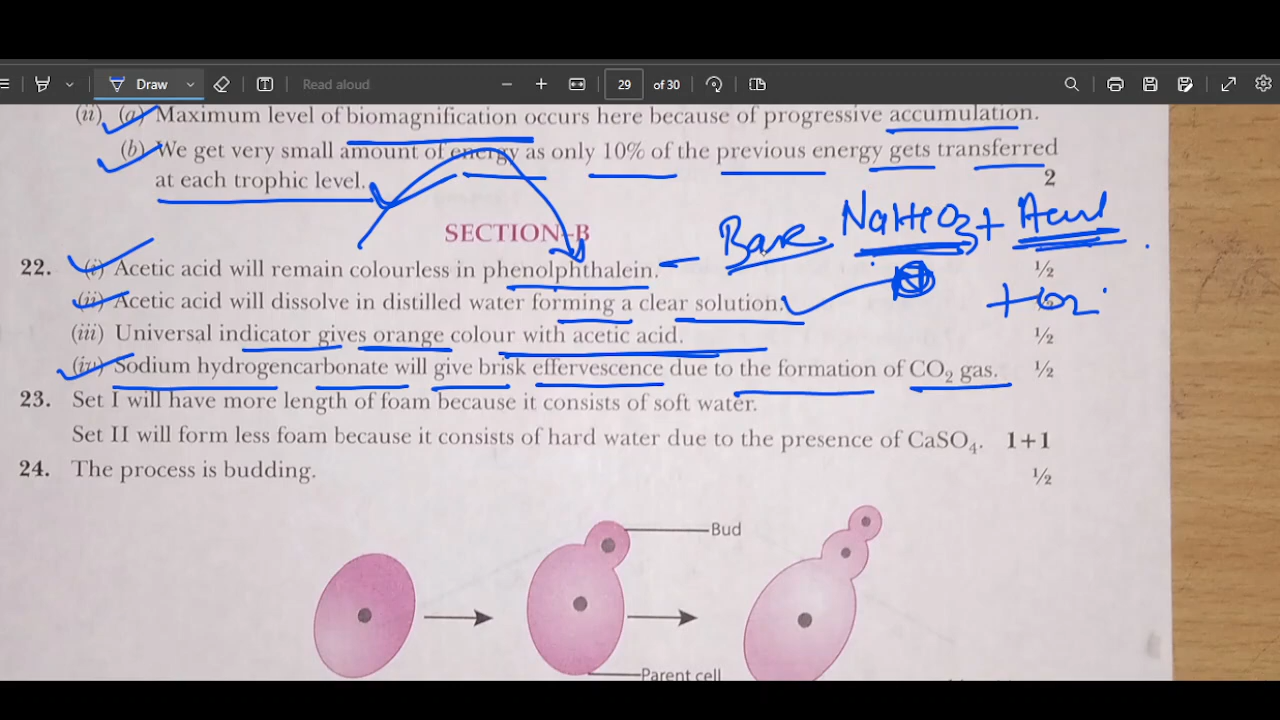 Draw
Read aloud
29 of 30
(ii) (a) Maximum level of biomagnification occurs here because of progressive accumulation.
(b) We get very small amount of energy as only 10% of the previous energy gets transferred
at each trophic level. 2
SECTION–B
Base NaHCO3 + Acid
22. (i) Acetic acid will remain colourless in phenolphthalein. ½
(ii) Acetic acid will dissolve in distilled water forming a clear solution.
(iii) Universal indicator gives orange colour with acetic acid. ½
(iv) Sodium hydrogencarbonate will give brisk effervescence due to the formation of CO₂ gas. ½
23. Set I will have more length of foam because it consists of soft water.
Set II will form less foam because it consists of hard water due to the presence of CaSO₄. 1+1
24. The process is budding. ½
Bud
Parent cell